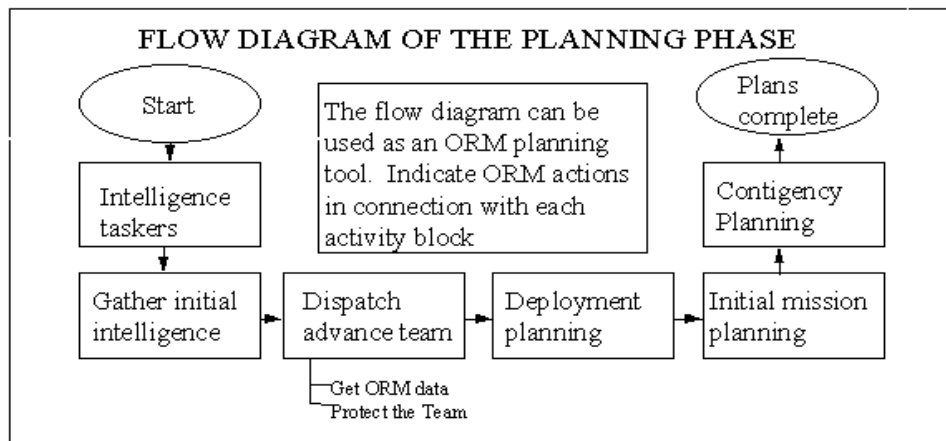 FLOW DIAGRAM OF THE PLANNING PHASE
Start
Intelligence
taskers
Gather initial
intelligence
Dispatch
advance team
Get ORM data
Protect the Team
Deployment
planning
Initial mission
planning
Contigency
Planning
Plans
complete
The flow diagram can be
used as an ORM planning
tool. Indicate ORM actions
in connection with each
activity block